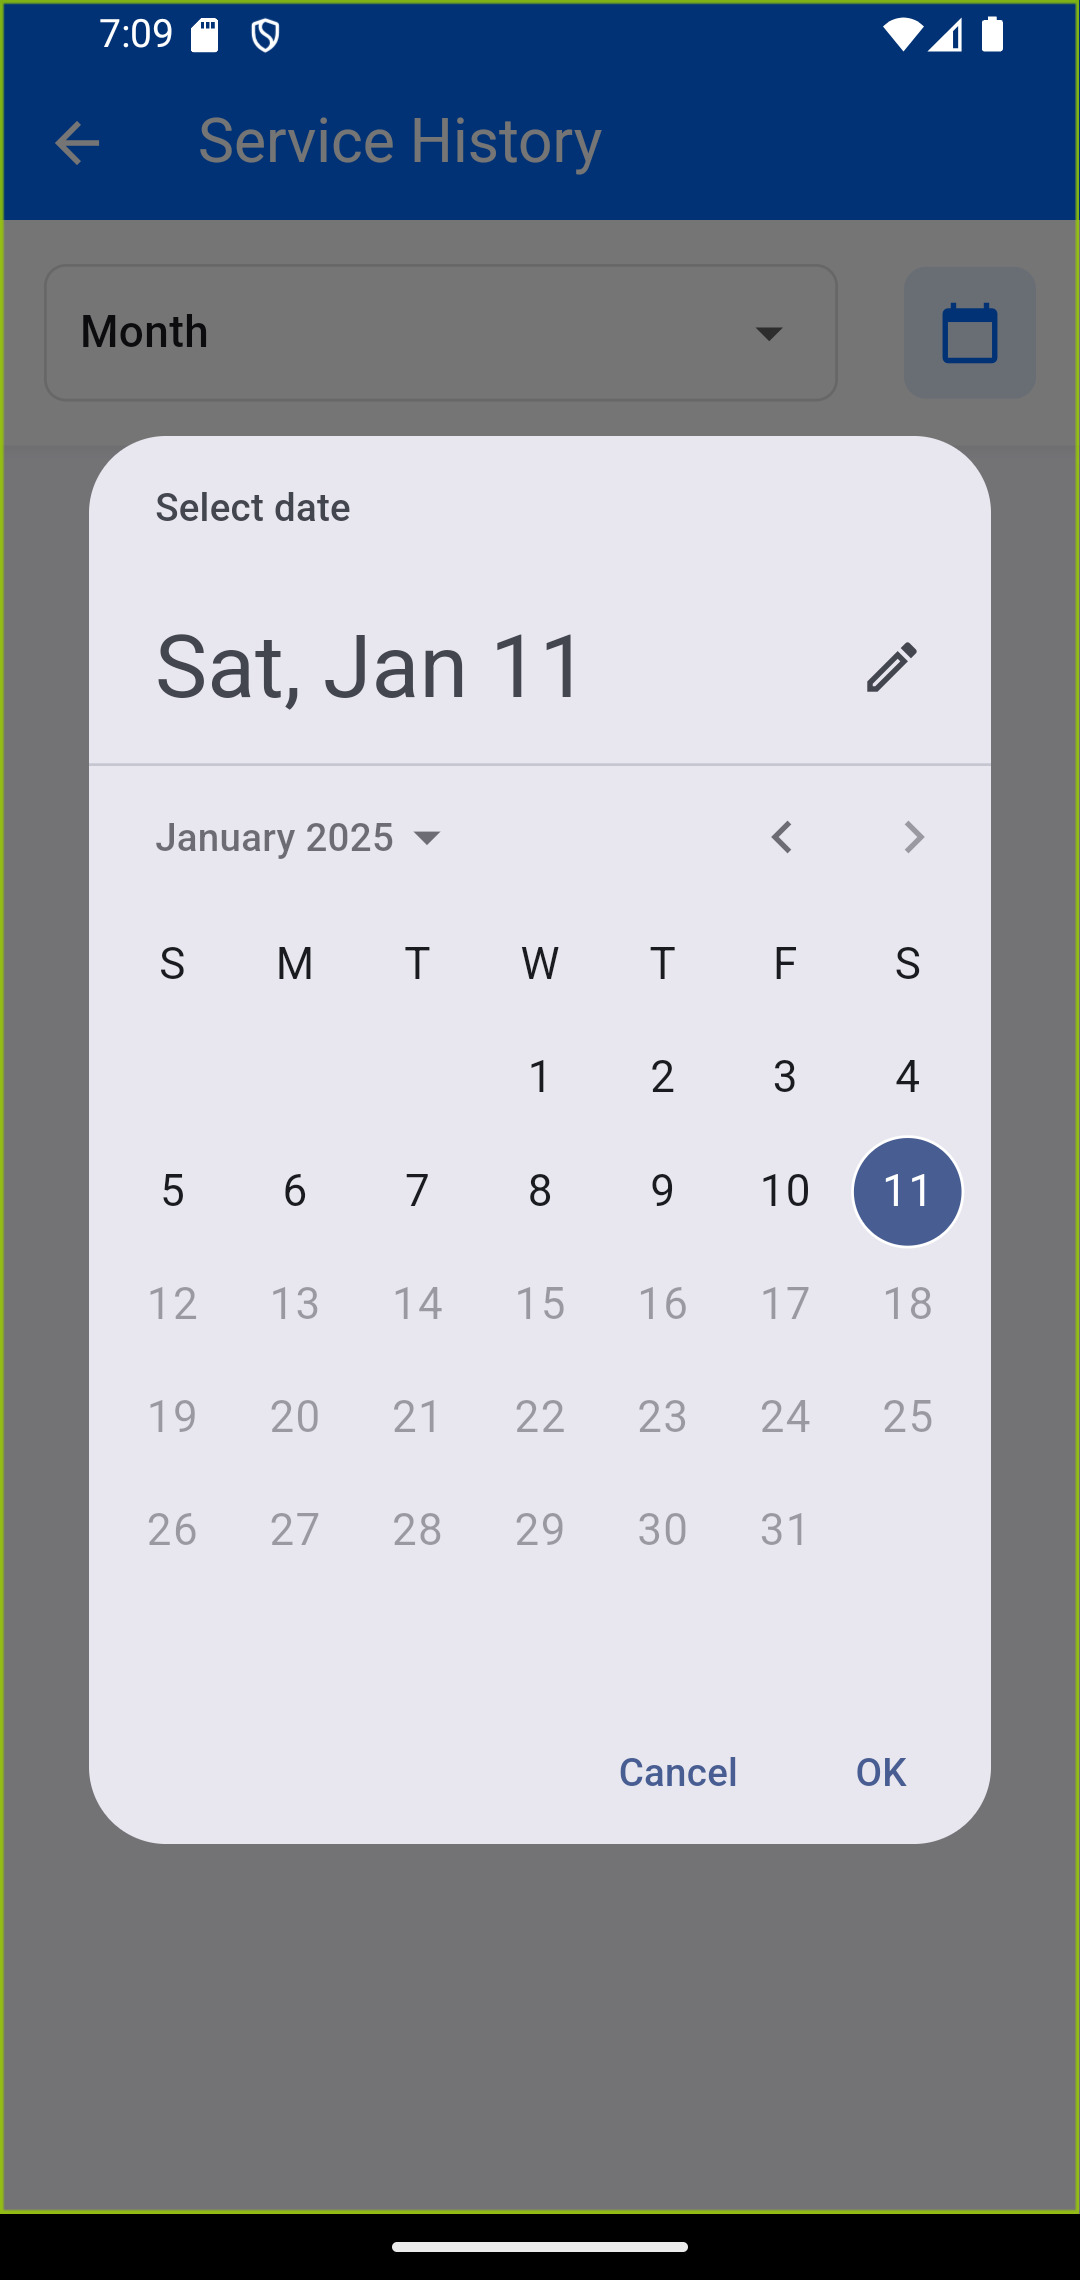 7:09
Service History
Month
Select date
Sat, Jan 11
January 2025
S M T W T F S
1 2 3 4
5 6 7 8 9 10 11
12 13 14 15 16 17 18
19 20 21 22 23 24 25
26 27 28 29 30 31
Cancel OK